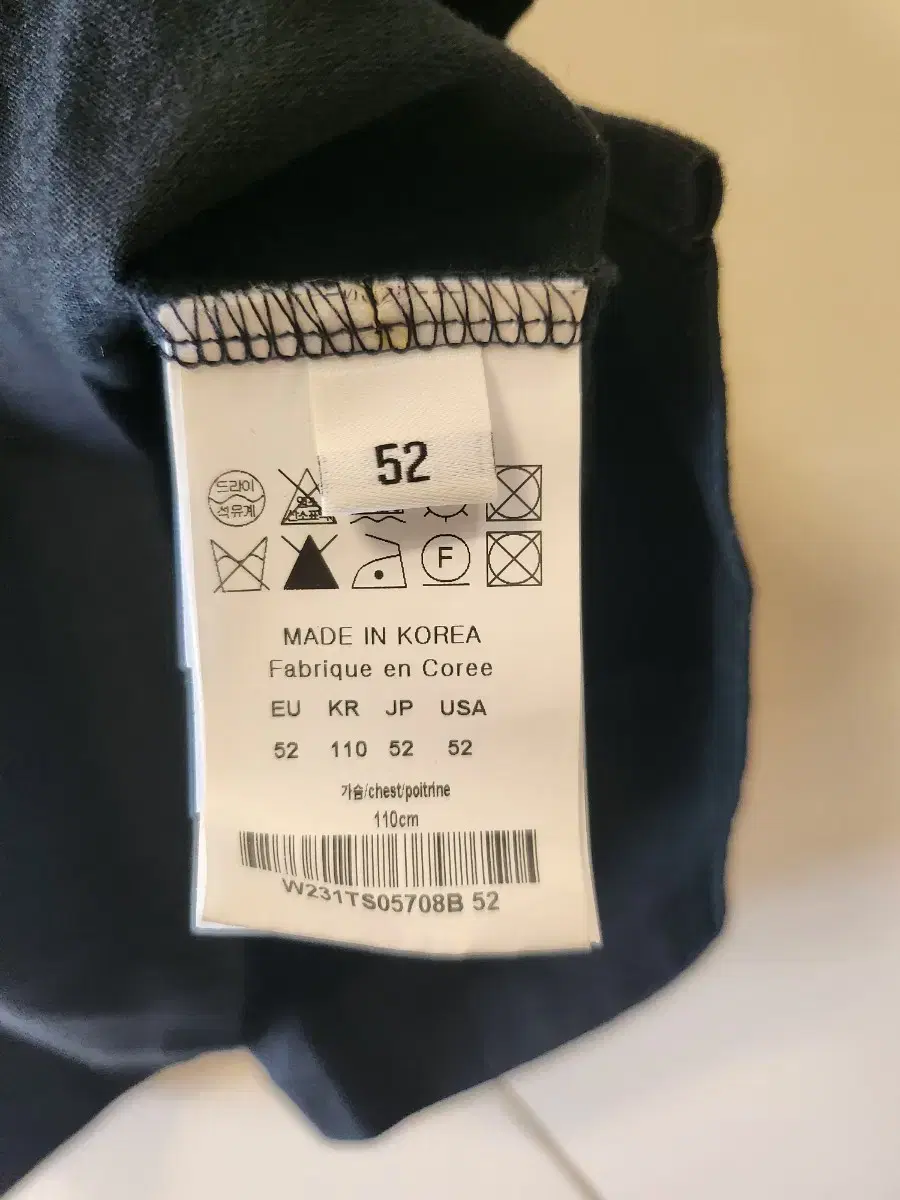 52
드라이
석유계
F
MADE IN KOREA
Fabrique en Coree
EU KR JP USA
52 110 52 52
가슴/chest/poitrine
110cm
W231TS05708B 52